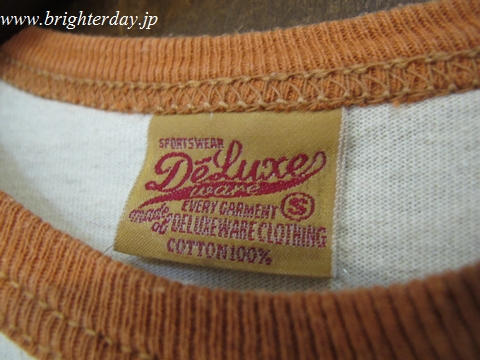 www.brighterday.jp
SPORTSWEAR
DeLuxe
ware
EVERY GARMENT S
made of DELUXEWARE CLOTHING
COTTON 100%